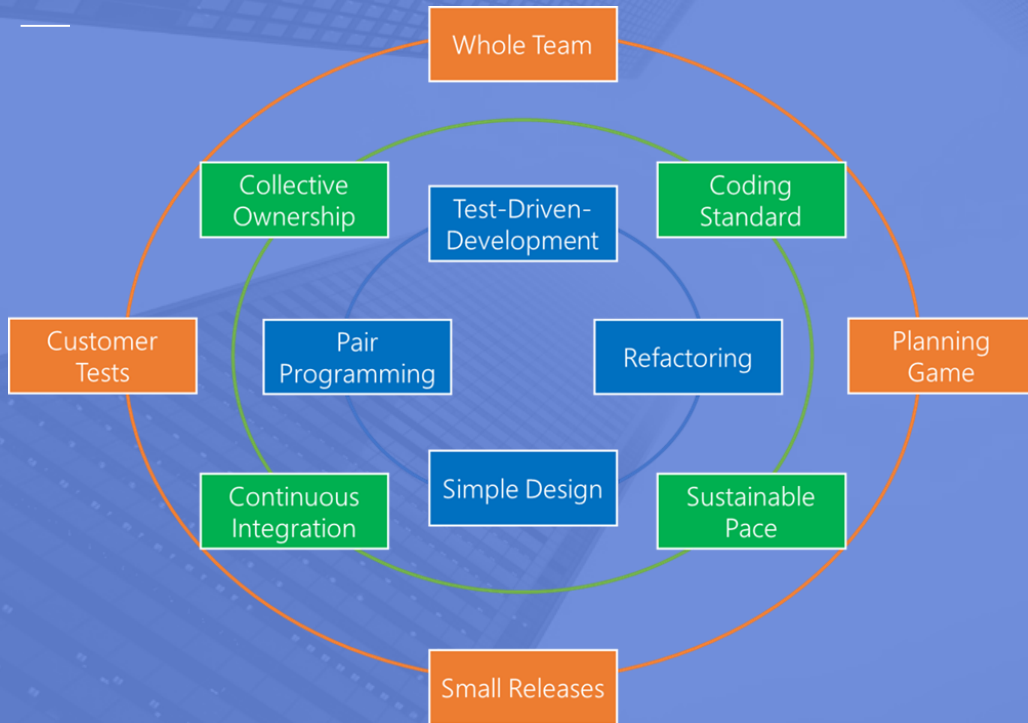 Whole Team
Collective
Ownership
Coding
Standard
Test-Driven-
Development
Customer
Tests
Pair
Programming
Refactoring
Planning
Game
Continuous
Integration
Simple Design
Sustainable
Pace
Small Releases